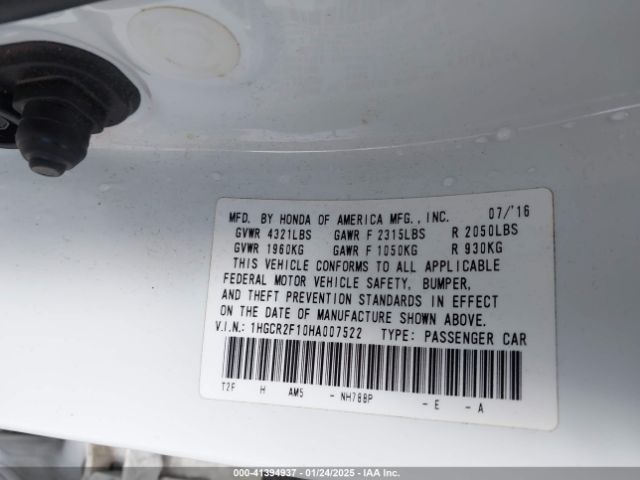 MFD. BY HONDA OF AMERICA MFG., INC. 07/'16
GVWR 4321LBS GAWR F 2315LBS R 2050LBS
GVWR 1960KG GAWR F 1050KG R 930KG
THIS VEHICLE CONFORMS TO ALL APPLICABLE
FEDERAL MOTOR VEHICLE SAFETY, BUMPER,
AND THEFT PREVENTION STANDARDS IN EFFECT
ON THE DATE OF MANUFACTURE SHOWN ABOVE.
V.I.N.: 1HGCR2F10HA007522 TYPE: PASSENGER CAR
T2F H AM5 - NH788P - E - A
000-41394937 - 01/24/2025 - IAA Inc.